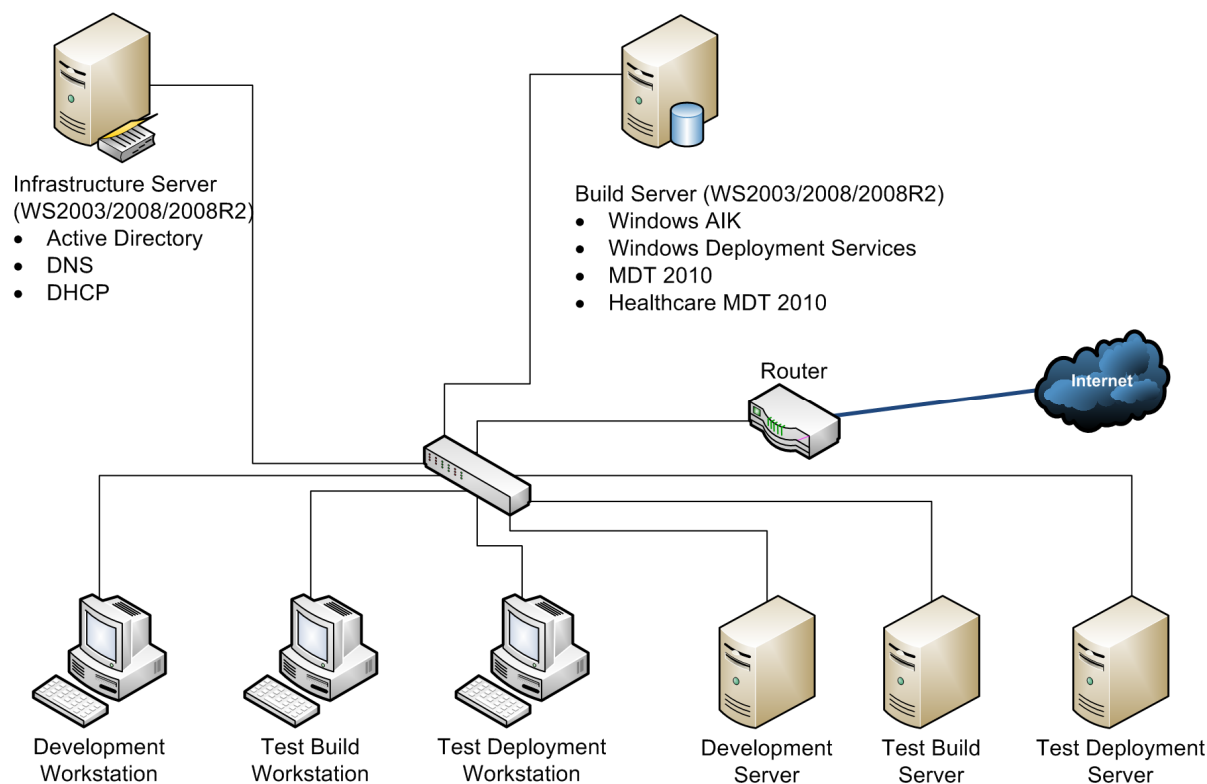 Infrastructure Server
(WS2003/2008/2008R2)
• Active Directory
• DNS
• DHCP
Build Server (WS2003/2008/2008R2)
• Windows AIK
• Windows Deployment Services
• MDT 2010
• Healthcare MDT 2010
Router
Internet
Development
Workstation
Test Build
Workstation
Test Deployment
Workstation
Development
Server
Test Build
Server
Test Deployment
Server